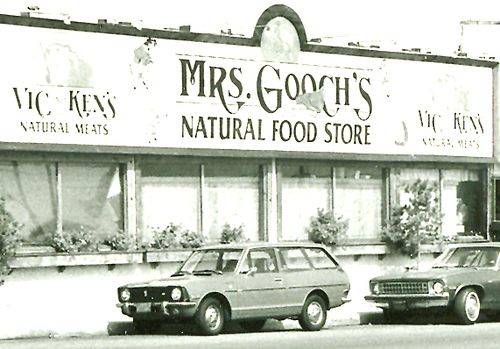 VIC & KEN'S
NATURAL MEATS
MRS. GOOCH'S
NATURAL FOOD STORE
VIC & KEN'S
NATURAL MEATS